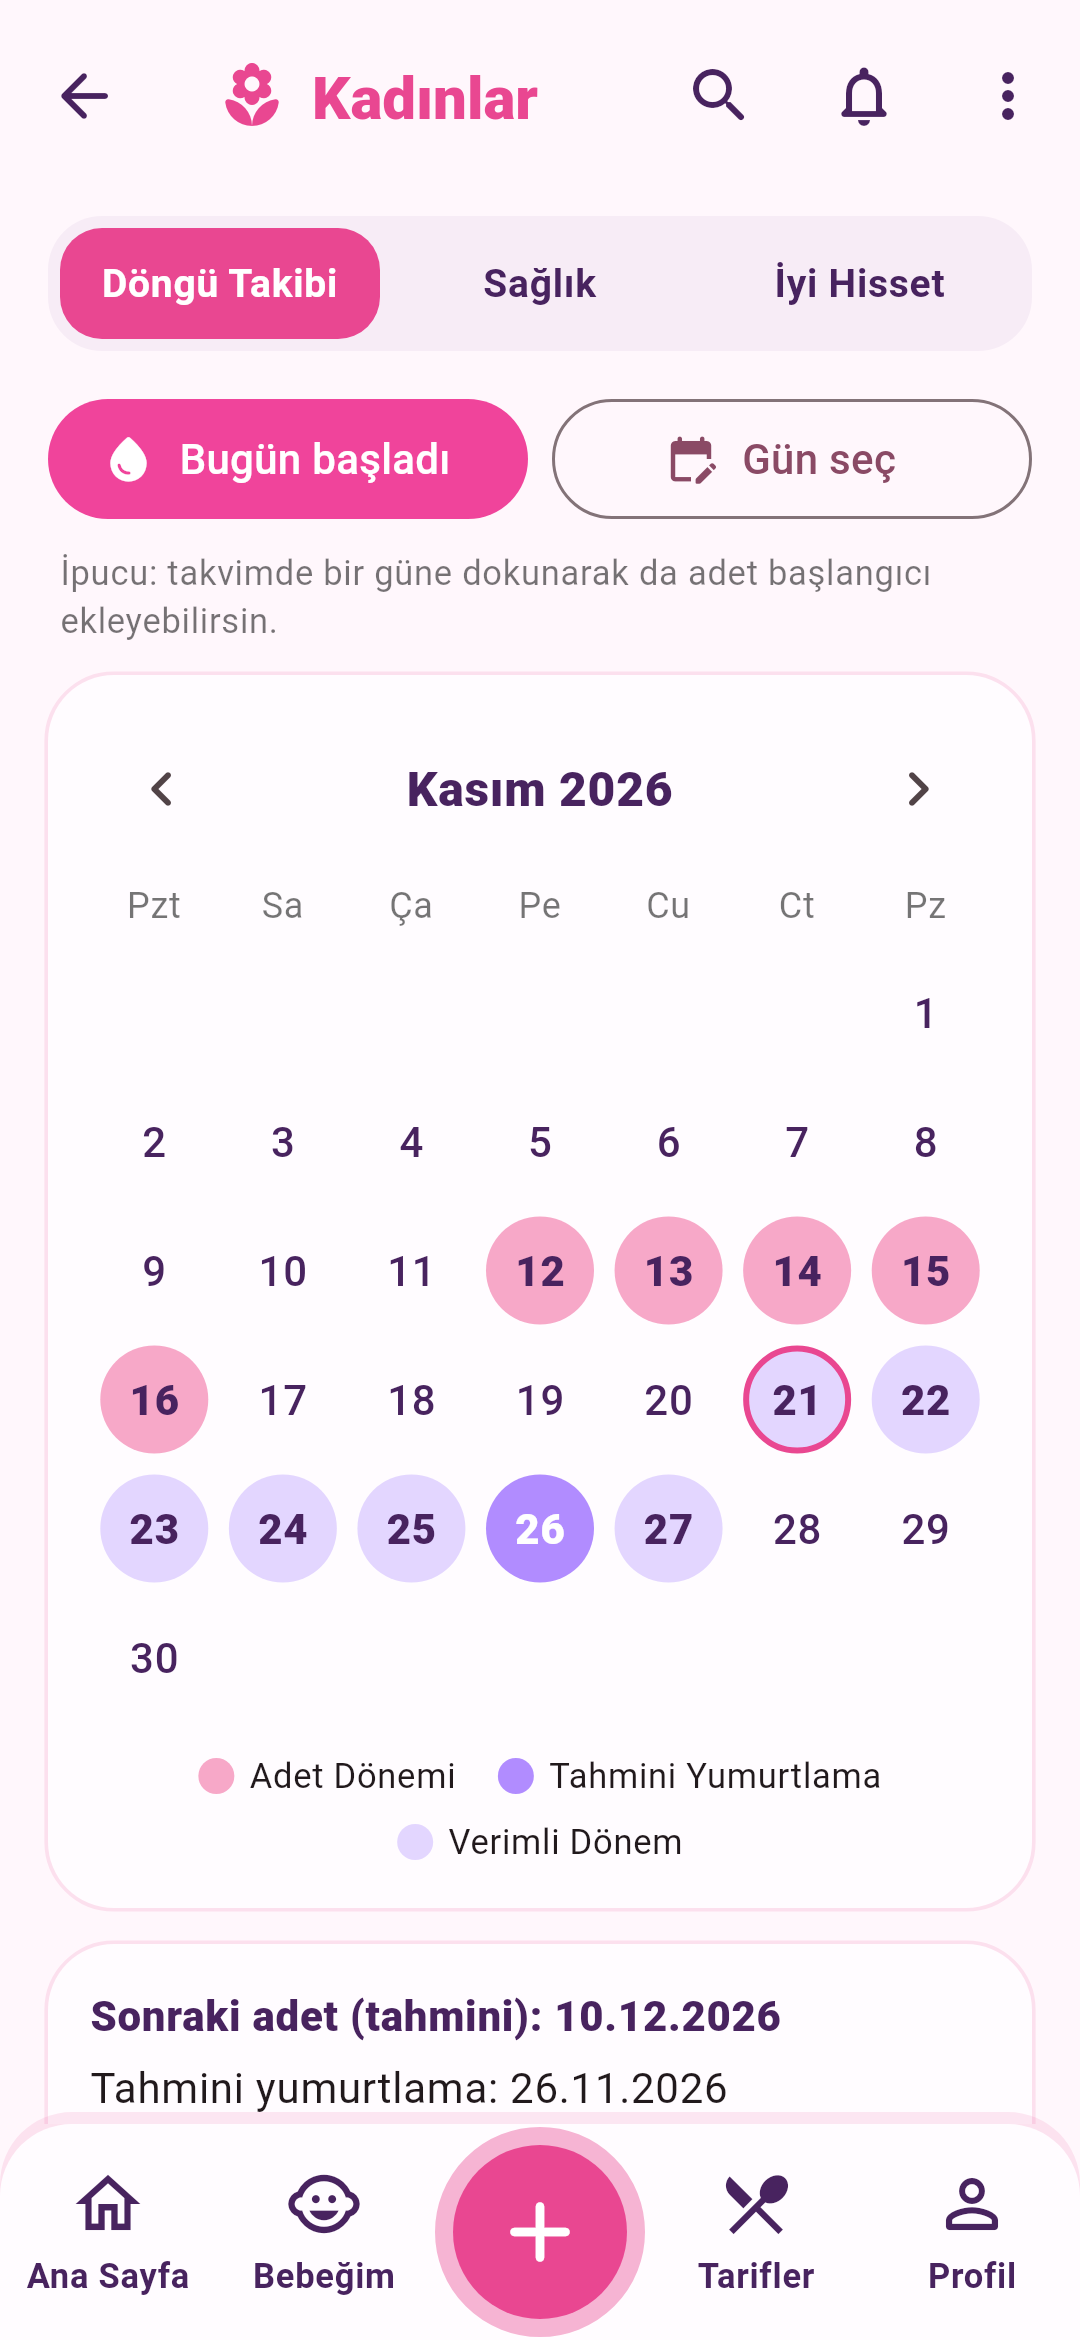 Kadınlar
Döngü Takibi Sağlık İyi Hisset
Bugün başladı Gün seç
İpucu: takvimde bir güne dokunarak da adet başlangıcı
ekleyebilirsin.
Kasım 2026
Pzt Sa Ça Pe Cu Ct Pz
1
2 3 4 5 6 7 8
9 10 11 12 13 14 15
16 17 18 19 20 21 22
23 24 25 26 27 28 29
30
Adet Dönemi Tahmini Yumurtlama
Verimli Dönem
Sonraki adet (tahmini): 10.12.2026
Tahmini yumurtlama: 26.11.2026
Ana Sayfa Bebeğim Tarifler Profil